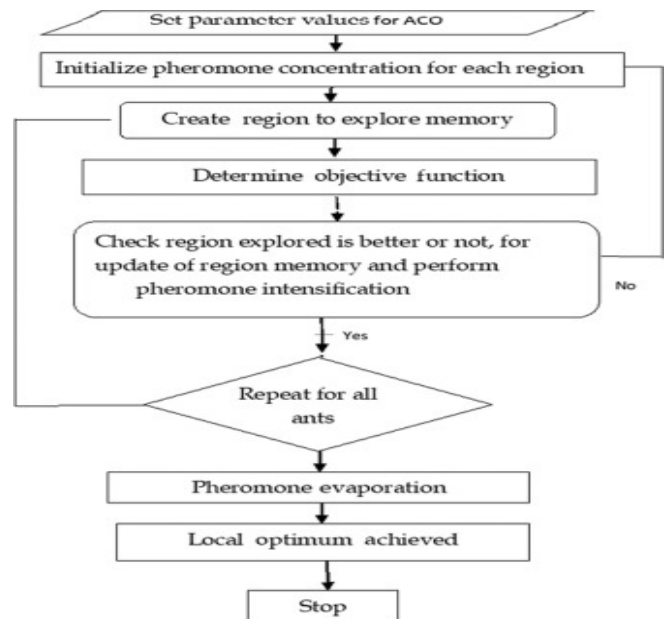 Set parameter values for ACO
Initialize pheromone concentration for each region
Create region to explore memory
Determine objective function
Check region explored is better or not, for
update of region memory and perform
pheromone intensification
No
Yes
Repeat for all
ants
Pheromone evaporation
Local optimum achieved
Stop